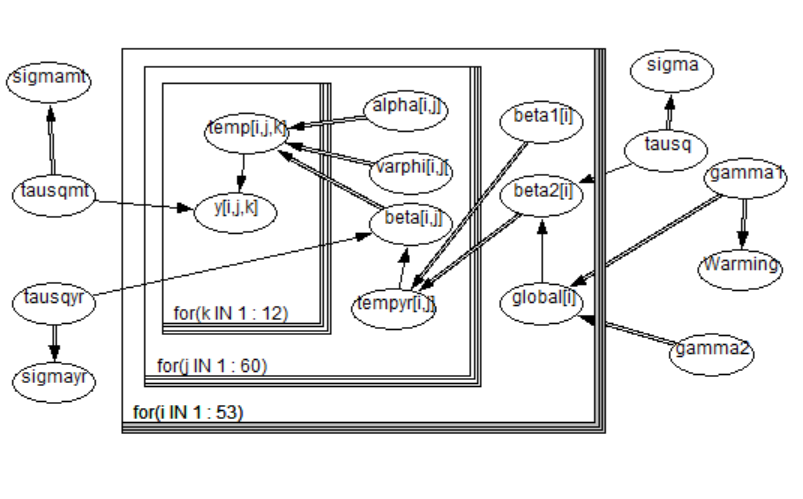 sigmamt
sigma
alpha[i,j]
beta1[i]
temp[i,j,k]
tausq
varphi[i,j]
gamma1
tausqmt
beta2[i]
y[i,j,k]
beta[i,j]
Warming
tausqyr
tempyr[i,j]
global[i]
for(k IN 1 : 12)
gamma2
for(j IN 1 : 60)
sigmayr
for(i IN 1 : 53)